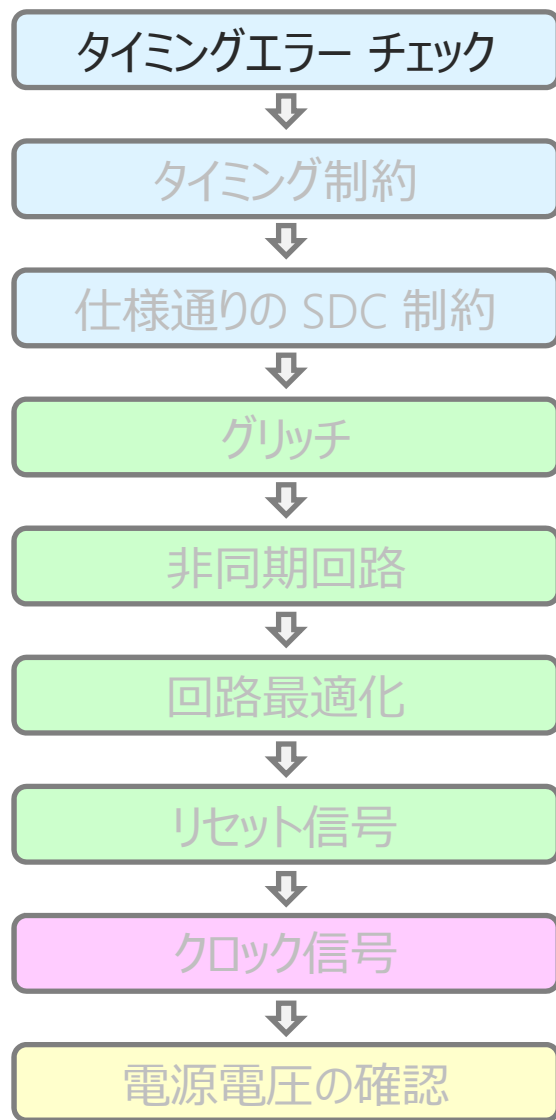 タイミングエラー チェック
タイミング制約
仕様通りの SDC 制約
グリッチ
非同期回路
回路最適化
リセット信号
クロック信号
電源電圧の確認